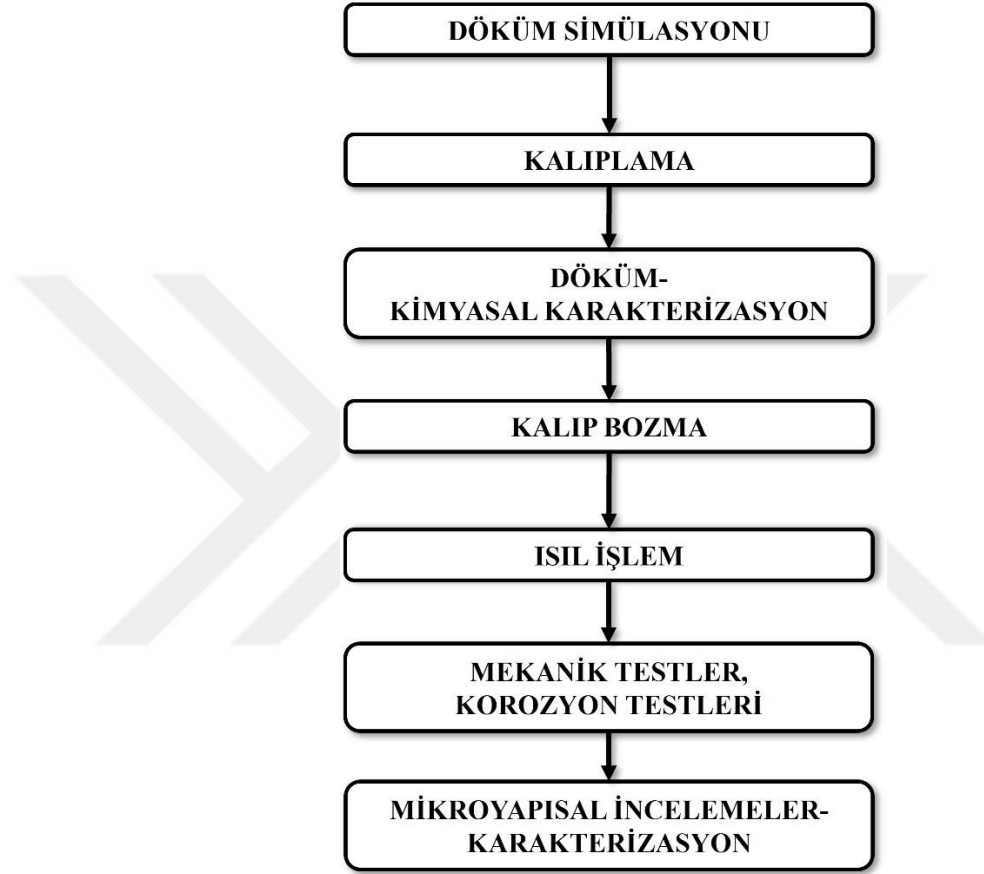 DÖKÜM SİMÜLASYONU
KALIPLAMA
DÖKÜM-
KİMYASAL KARAKTERİZASYON
KALIP BOZMA
ISIL İŞLEM
MEKANİK TESTLER,
KOROZYON TESTLERİ
MİKROYAPISAL İNCELEMELER-
KARAKTERİZASYON